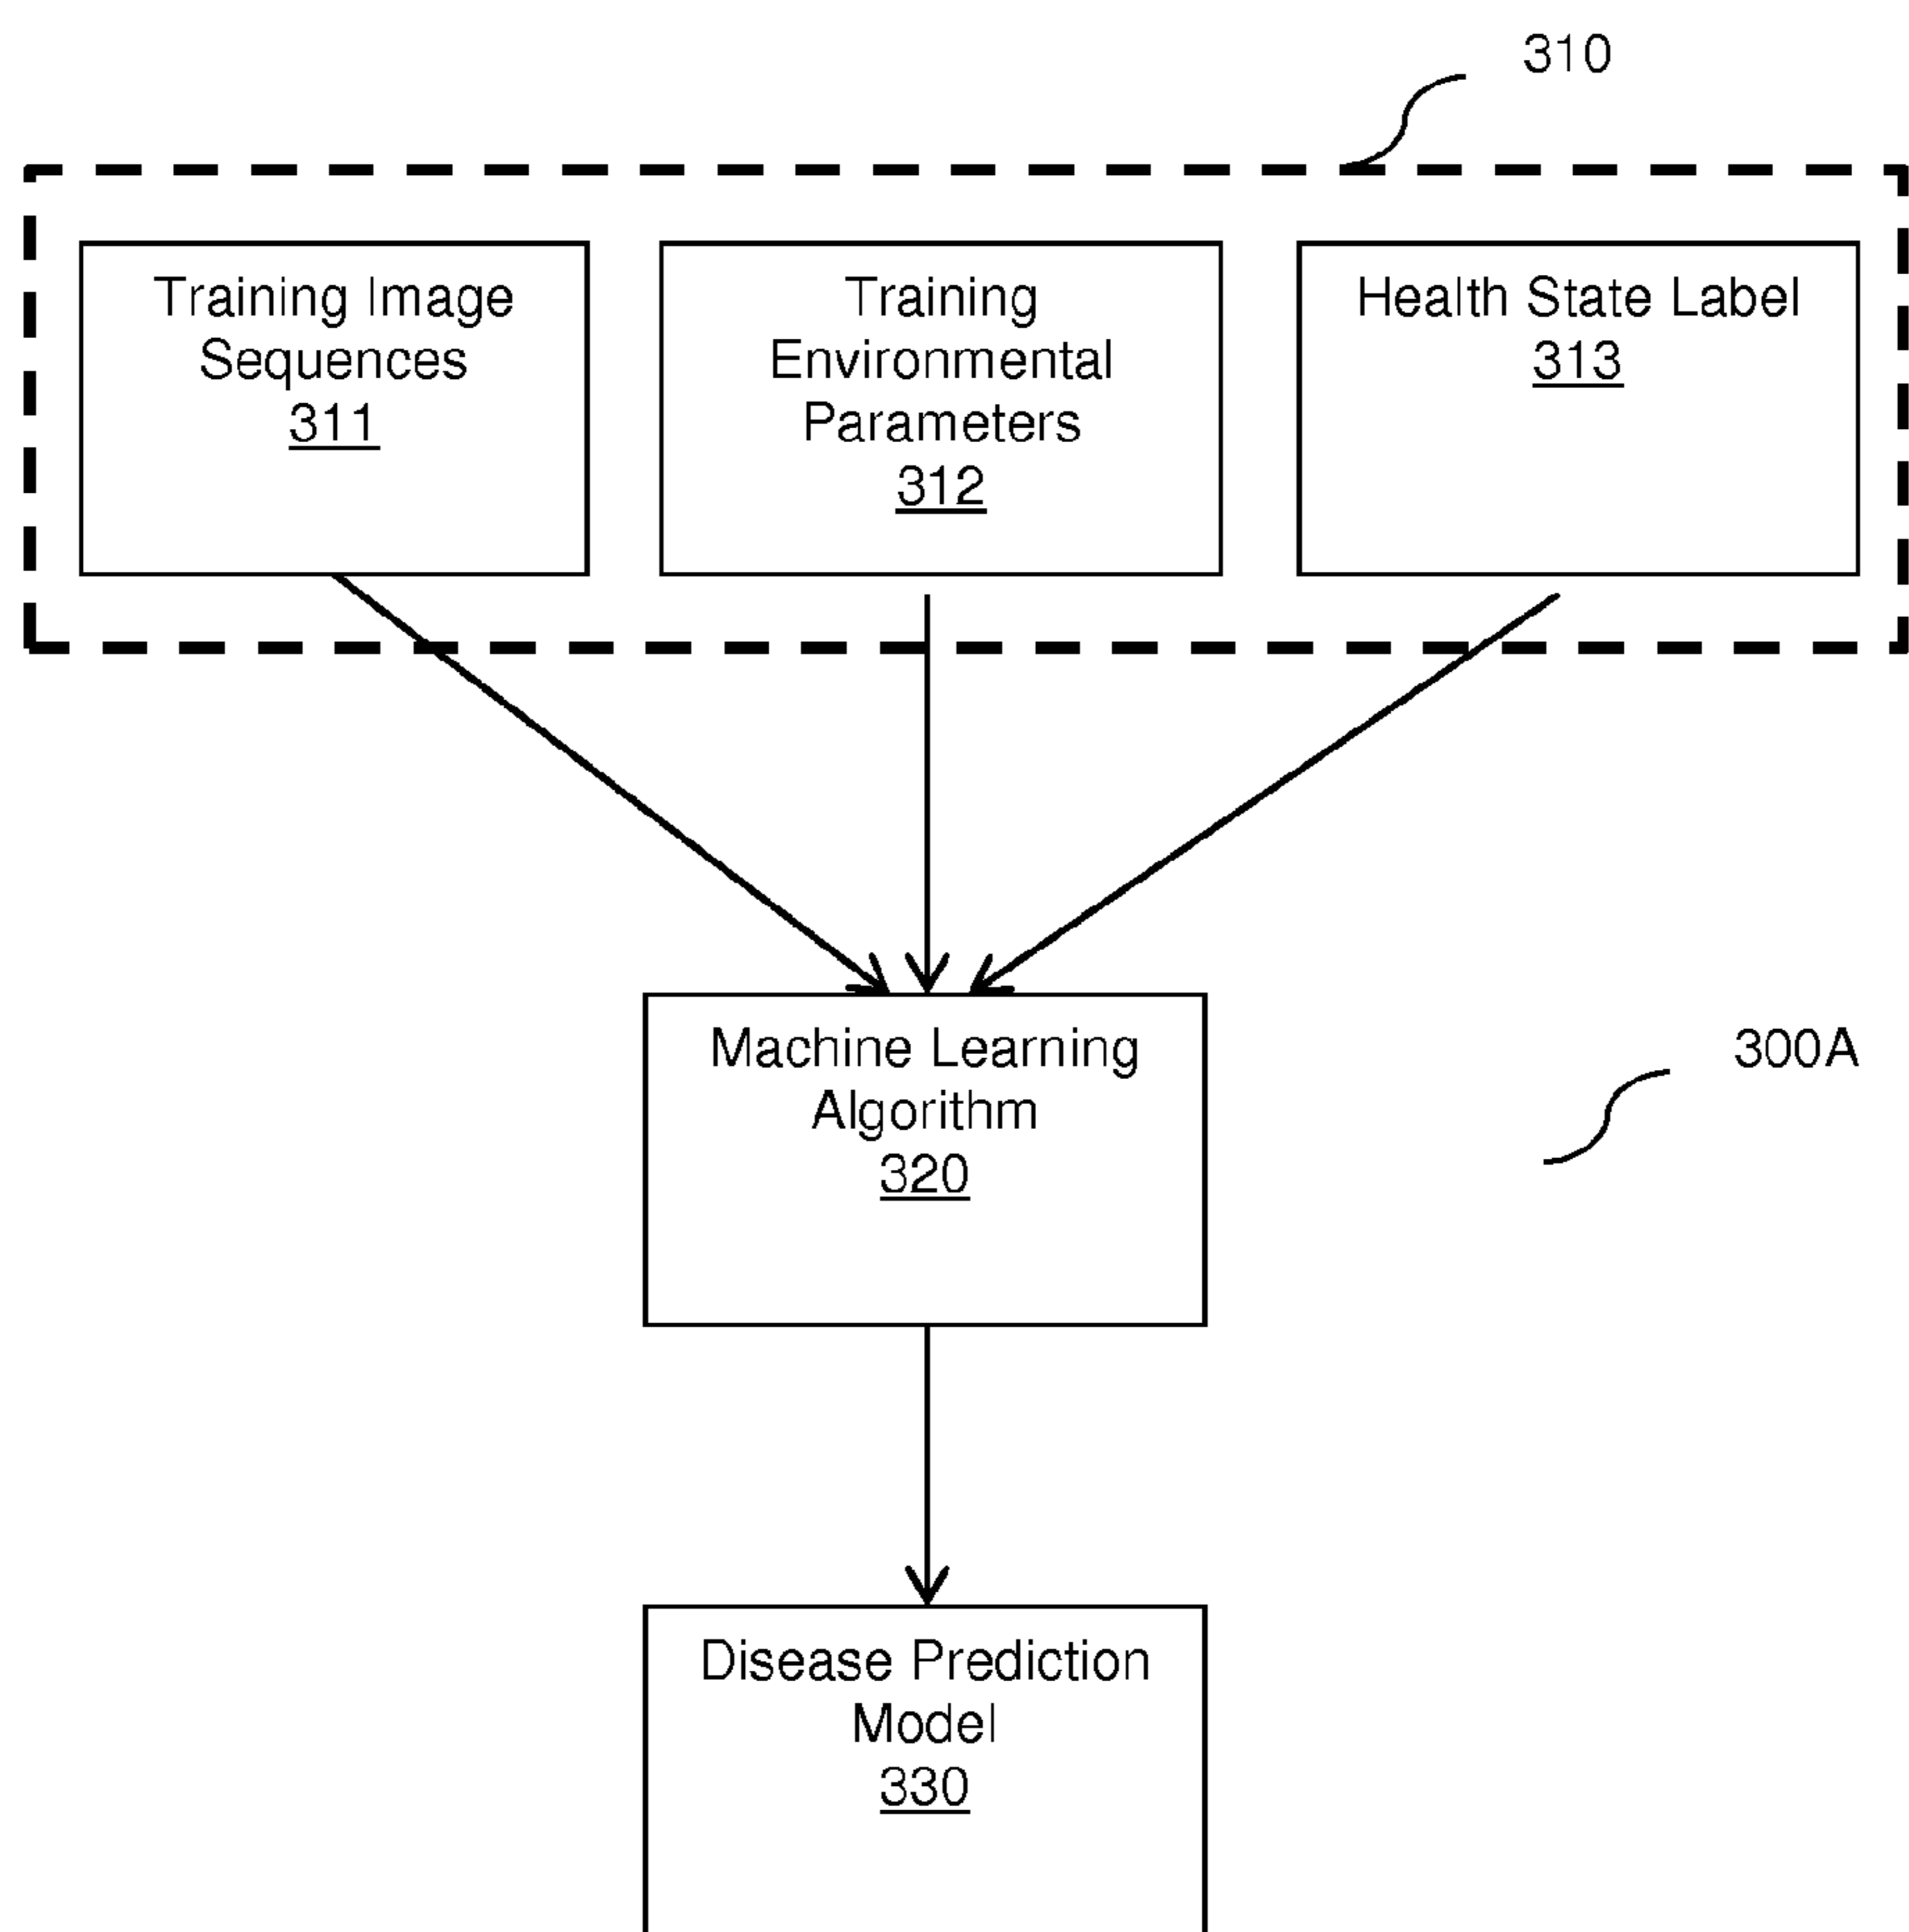 310
Training Image
Sequences
311
Training
Environmental
Parameters
312
Health State Label
313
Machine Learning
Algorithm
320
300A
Disease Prediction
Model
330